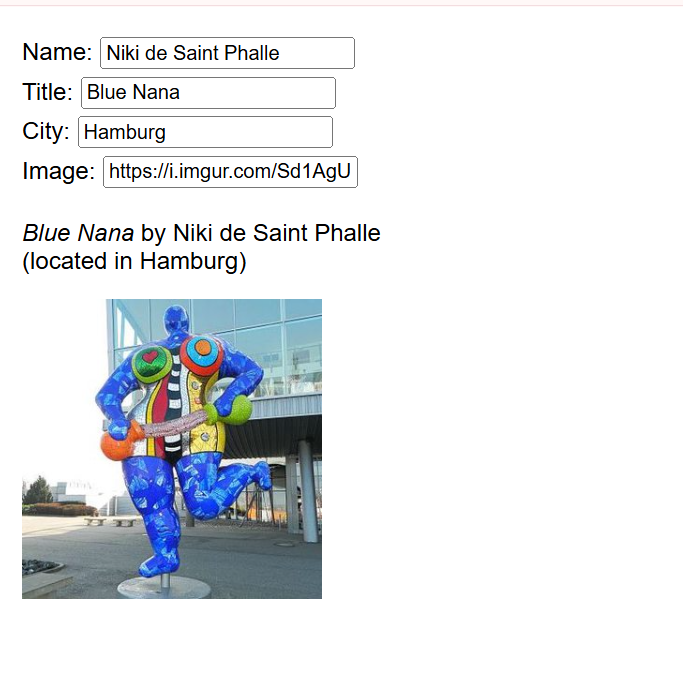 Name: Niki de Saint Phalle
Title: Blue Nana
City: Hamburg
Image: https://i.imgur.com/Sd1AgU
Blue Nana by Niki de Saint Phalle
(located in Hamburg)